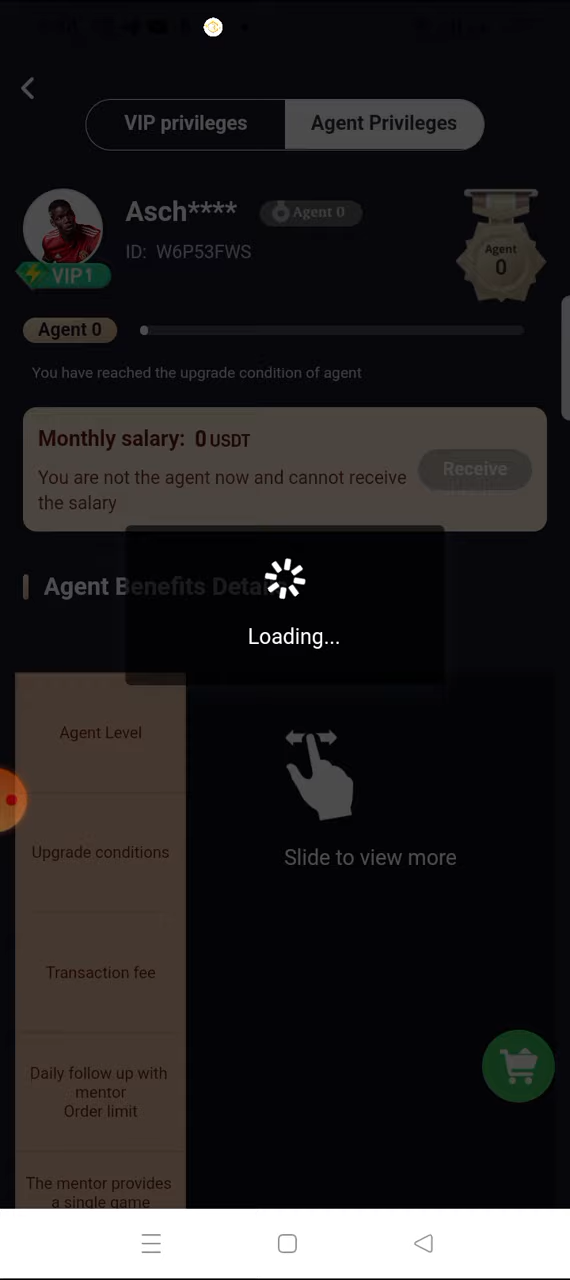 VIP privileges
Agent Privileges
Asch****
Agent 0
ID: W6P53FWS
VIP1
Agent
0
Agent 0
You have reached the upgrade condition of agent
Monthly salary: 0 USDT
You are not the agent now and cannot receive
the salary
Receive
Agent Benefits
Loading...
Agent Level
Upgrade conditions
Slide to view more
Transaction fee
Daily follow up with
mentor
Order limit
The mentor provides
a single game